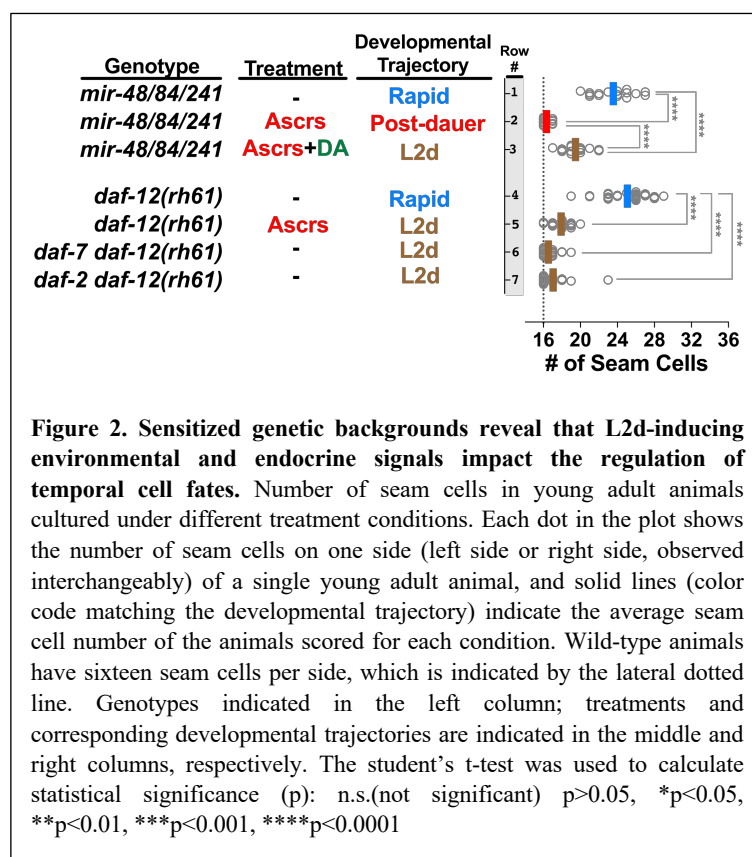 Genotype Treatment Developmental Trajectory Row #
mir-48/84/241 - Rapid 1
mir-48/84/241 Ascrs Post-dauer 2
mir-48/84/241 Ascrs+DA L2d 3
daf-12(rh61) - Rapid 4
daf-12(rh61) Ascrs L2d 5
daf-7 daf-12(rh61) - L2d 6
daf-2 daf-12(rh61) - L2d 7
****
****
****
****
****
****
16 20 24 28 32 36
# of Seam Cells
Figure 2. Sensitized genetic backgrounds reveal that L2d-inducing
environmental and endocrine signals impact the regulation of
temporal cell fates. Number of seam cells in young adult animals
cultured under different treatment conditions. Each dot in the plot shows
the number of seam cells on one side (left side or right side, observed
interchangeably) of a single young adult animal, and solid lines (color
code matching the developmental trajectory) indicate the average seam
cell number of the animals scored for each condition. Wild-type animals
have sixteen seam cells per side, which is indicated by the lateral dotted
line. Genotypes indicated in the left column; treatments and
corresponding developmental trajectories are indicated in the middle and
right columns, respectively. The student's t-test was used to calculate
statistical significance (p): n.s.(not significant) p>0.05, *p<0.05,
**p<0.01, ***p<0.001, ****p<0.0001